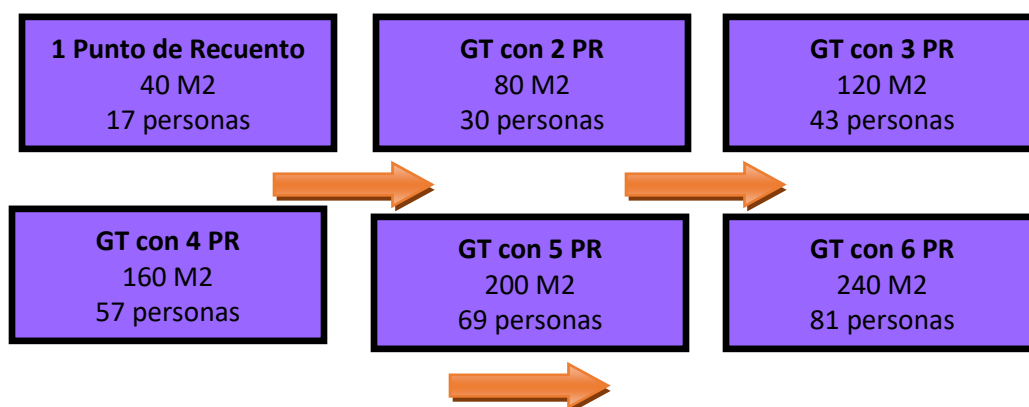 1 Punto de Recuento
40 M2
17 personas
GT con 2 PR
80 M2
30 personas
GT con 3 PR
120 M2
43 personas
GT con 4 PR
160 M2
57 personas
GT con 5 PR
200 M2
69 personas
GT con 6 PR
240 M2
81 personas